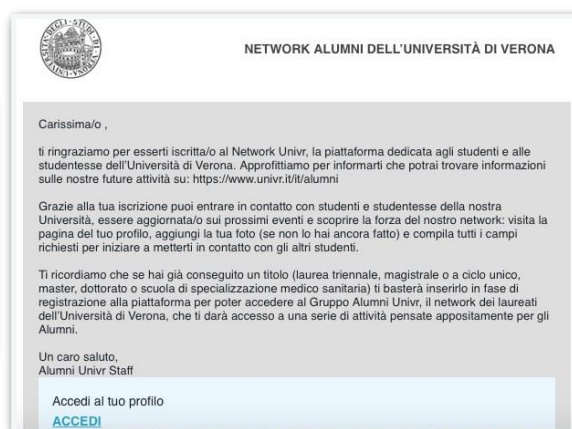 NETWORK ALUMNI DELL'UNIVERSITÀ DI VERONA
Carissima/o ,
ti ringraziamo per esserti iscritta/o al Network Univr, la piattaforma dedicata agli studenti e alle
studentesse dell'Università di Verona. Approfittiamo per informarti che potrai trovare informazioni
sulle nostre future attività su: https://www.univr.it/it/alumni
Grazie alla tua iscrizione puoi entrare in contatto con studenti e studentesse della nostra
Università, essere aggiornata/o sui prossimi eventi e scoprire la forza del nostro network: visita la
pagina del tuo profilo, aggiungi la tua foto (se non lo hai ancora fatto) e compila tutti i campi
richiesti per iniziare a metterti in contatto con gli altri studenti.
Ti ricordiamo che se hai già conseguito un titolo (laurea triennale, magistrale o a ciclo unico,
master, dottorato o scuola di specializzazione medico sanitaria) ti basterà inserirlo in fase di
registrazione alla piattaforma per poter accedere al Gruppo Alumni Univr, il network dei laureati
dell'Università di Verona, che ti darà accesso a una serie di attività pensate appositamente per gli
Alumni.
Un caro saluto,
Alumni Univr Staff
Accedi al tuo profilo
ACCEDI